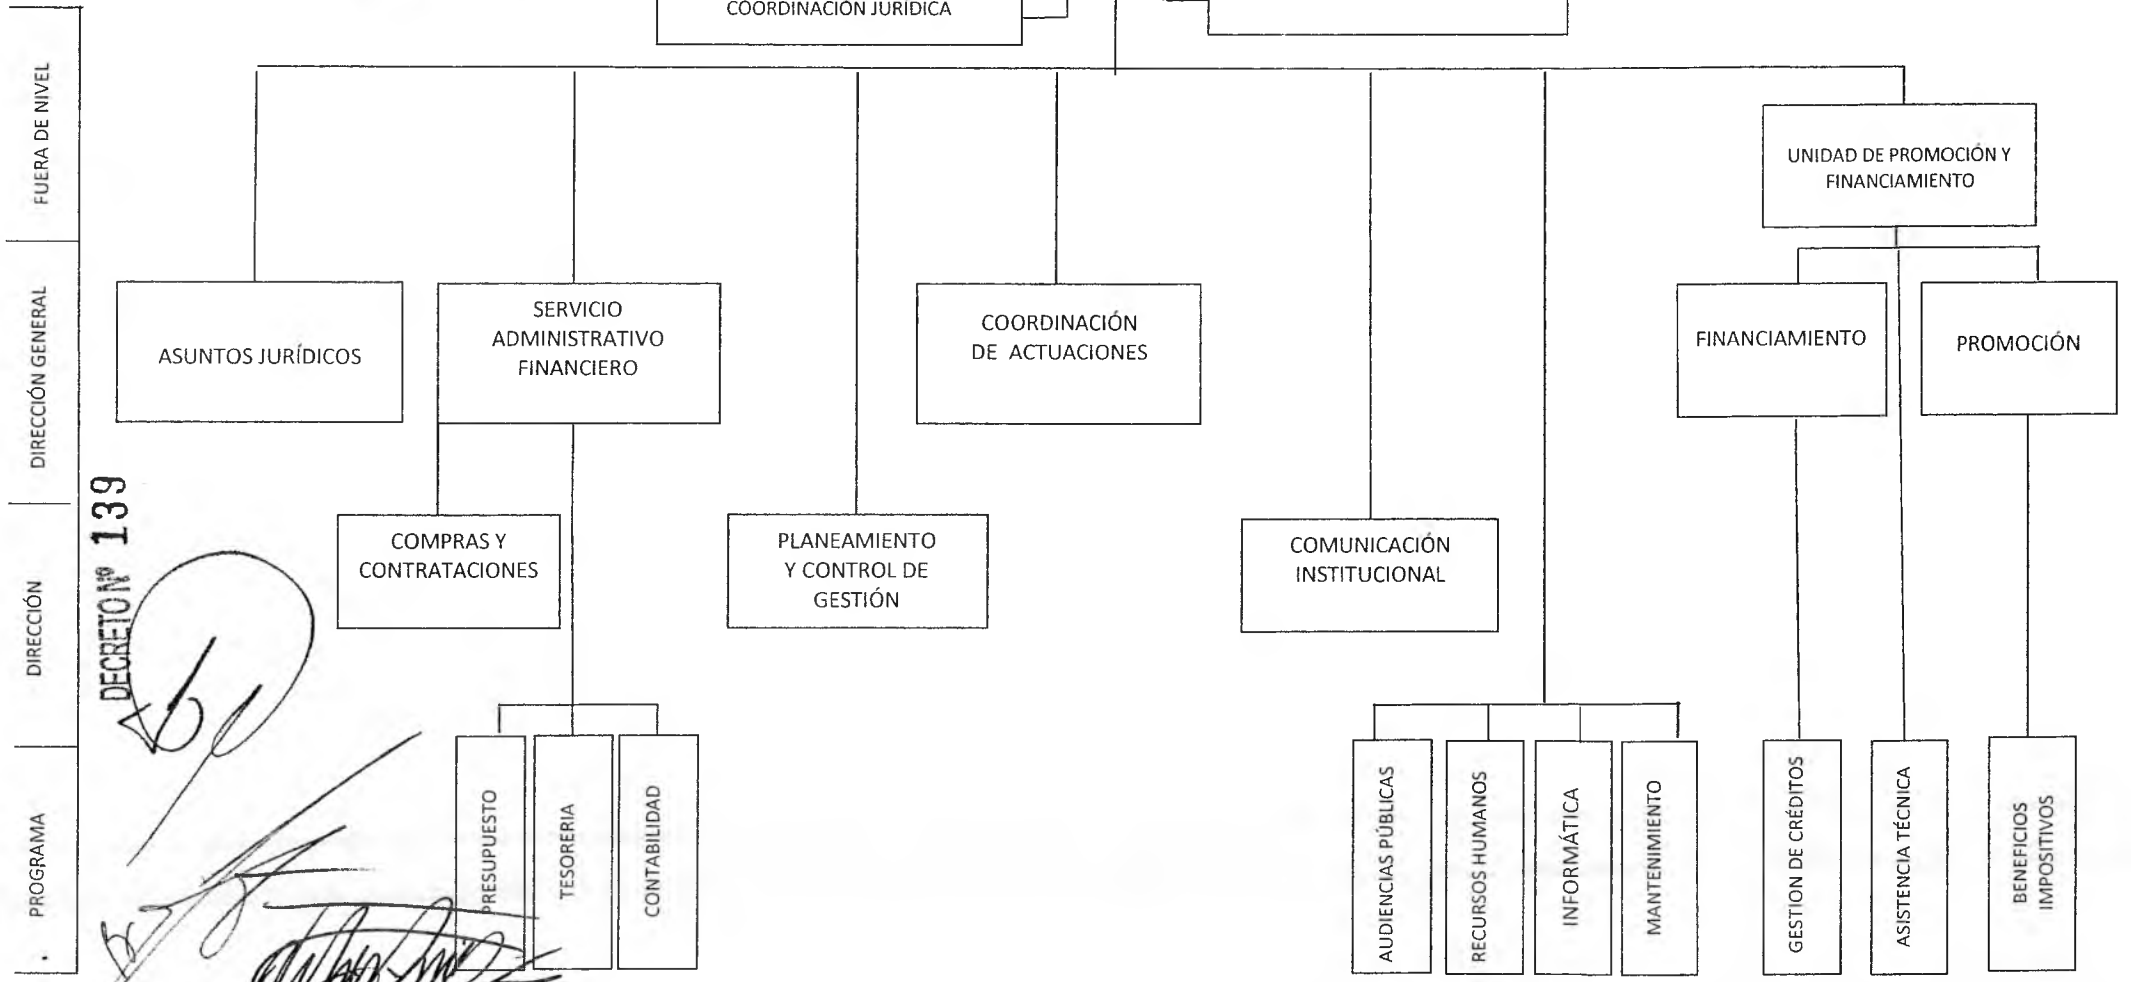 COORDINACIÓN JURÍDICA
FUERA DE NIVEL
UNIDAD DE PROMOCIÓN Y
FINANCIAMIENTO
DIRECCIÓN GENERAL
ASUNTOS JURÍDICOS
SERVICIO
ADMINISTRATIVO
FINANCIERO
COORDINACIÓN
DE ACTUACIONES
FINANCIAMIENTO
PROMOCIÓN
DECRETO Nº 139
DIRECCIÓN
COMPRAS Y
CONTRATACIONES
PLANEAMIENTO
Y CONTROL DE
GESTIÓN
COMUNICACIÓN
INSTITUCIONAL
PROGRAMA
PRESUPUESTO
TESORERIA
CONTABILIDAD
AUDIENCIAS PÚBLICAS
RECURSOS HUMANOS
INFORMÁTICA
MANTENIMIENTO
GESTION DE CRÉDITOS
ASISTENCIA TÉCNICA
BENEFICIOS
IMPOSITIVOS